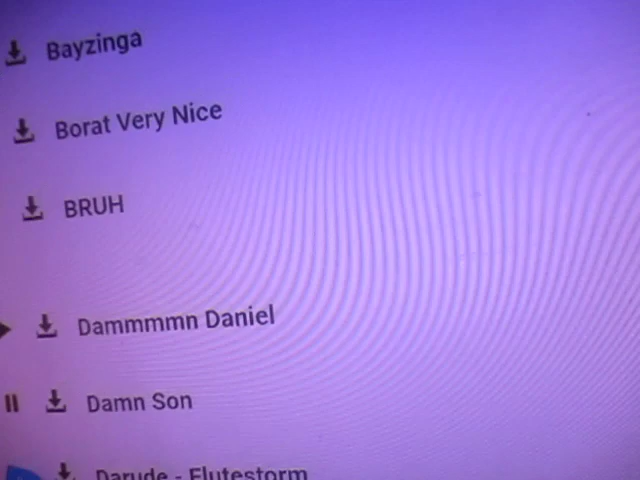 Bayzinga
Borat Very Nice
BRUH
Dammmmn Daniel
Damn Son
Darude - Flutestorm